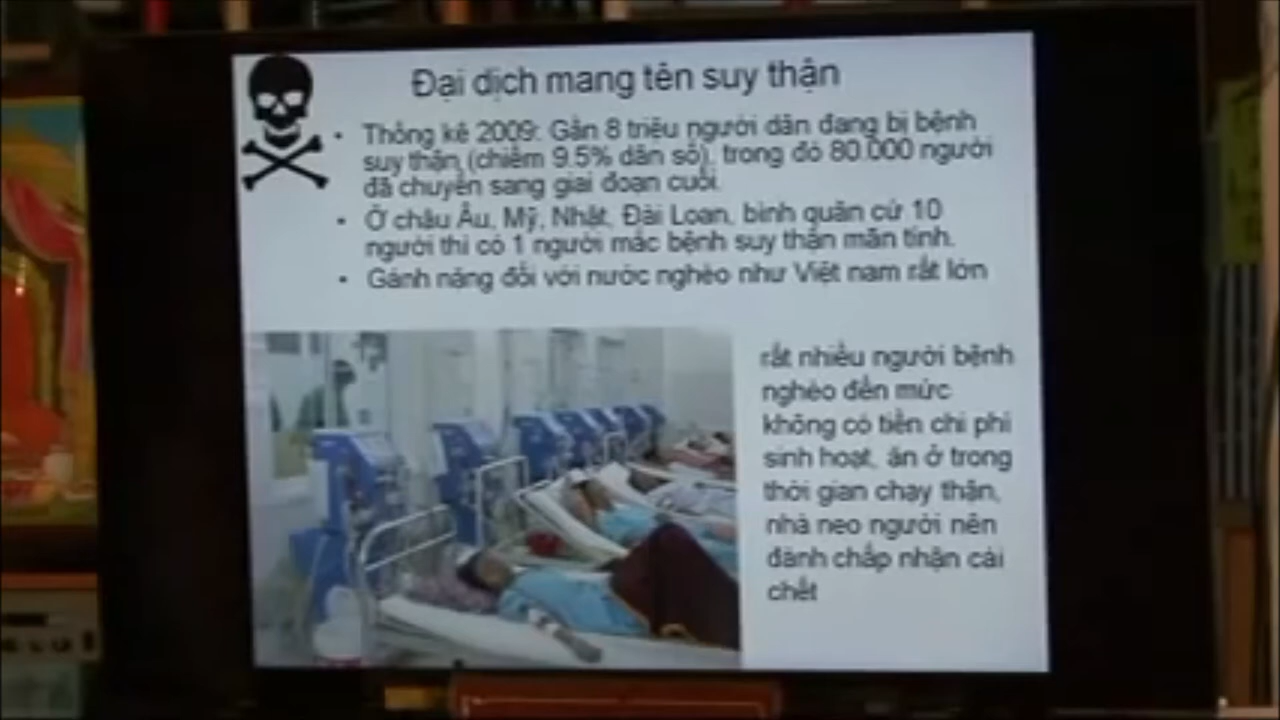 Đại dịch mang tên suy thận
• Thống kê 2009: Gần 8 triệu người dân đang bị bệnh
suy thận (chiếm 9.5% dân số), trong đó 80.000 người
đã chuyển sang giai đoạn cuối.
• Ở châu Âu, Mỹ, Nhật, Đài Loan, bình quân cứ 10
người thì có 1 người mắc bệnh suy thân mãn tính.
• Gánh nặng đối với nước nghèo như Việt nam rất lớn
rất nhiều người bệnh
nghèo đến mức
không có tiền chi phí
sinh hoạt, ăn ở trong
thời gian chạy thận,
nhà neo người nên
đành chấp nhận cái
chết